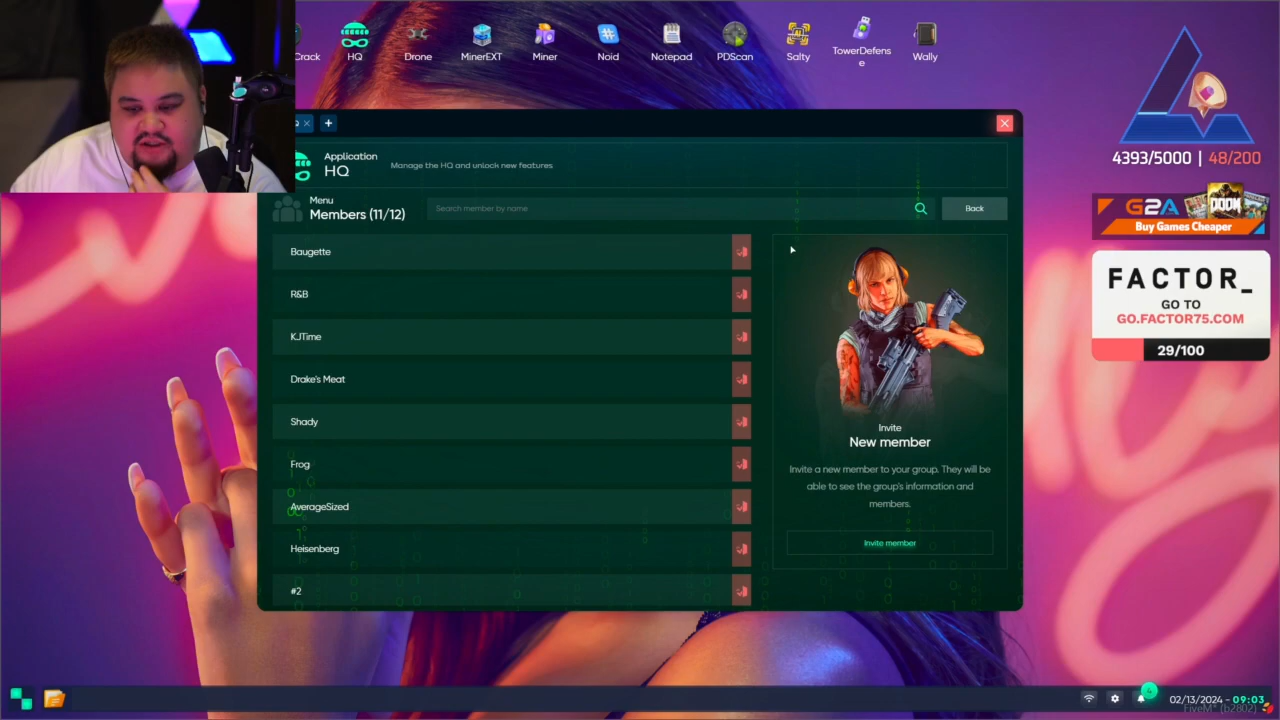 Crack
HQ
Drone
MinerEXT
Miner
Noid
Notepad
PDScan
Salty
TowerDefens
e
Wally
4393/5000 | 48/200
G2A
DOOM
Buy Games Cheaper
FACTOR_
GO TO
GO.FACTOR75.COM
29/100
Application
HQ
Manage the HQ and unlock new features
Menu
Members (11/12)
Search member by name
Back
Baugette
R&B
KJTime
Drake's Meat
Shady
Frog
AverageSized
Heisenberg
#2
Invite
New member
Invite a new member to your group. They will be
able to see the group's information and
members.
Invite member
02/13/2024 - 09:03
FiveM® (b2802)